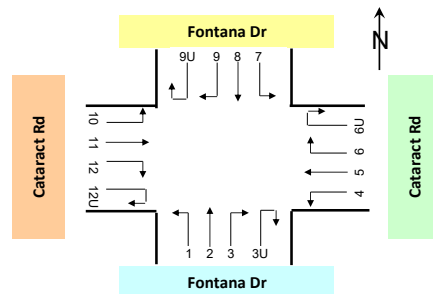 Fontana Dr
N
9U 9 8 7
Cataract Rd
10
11
12
12U
6U
6
5
4
Cataract Rd
1 2 3 3U
Fontana Dr